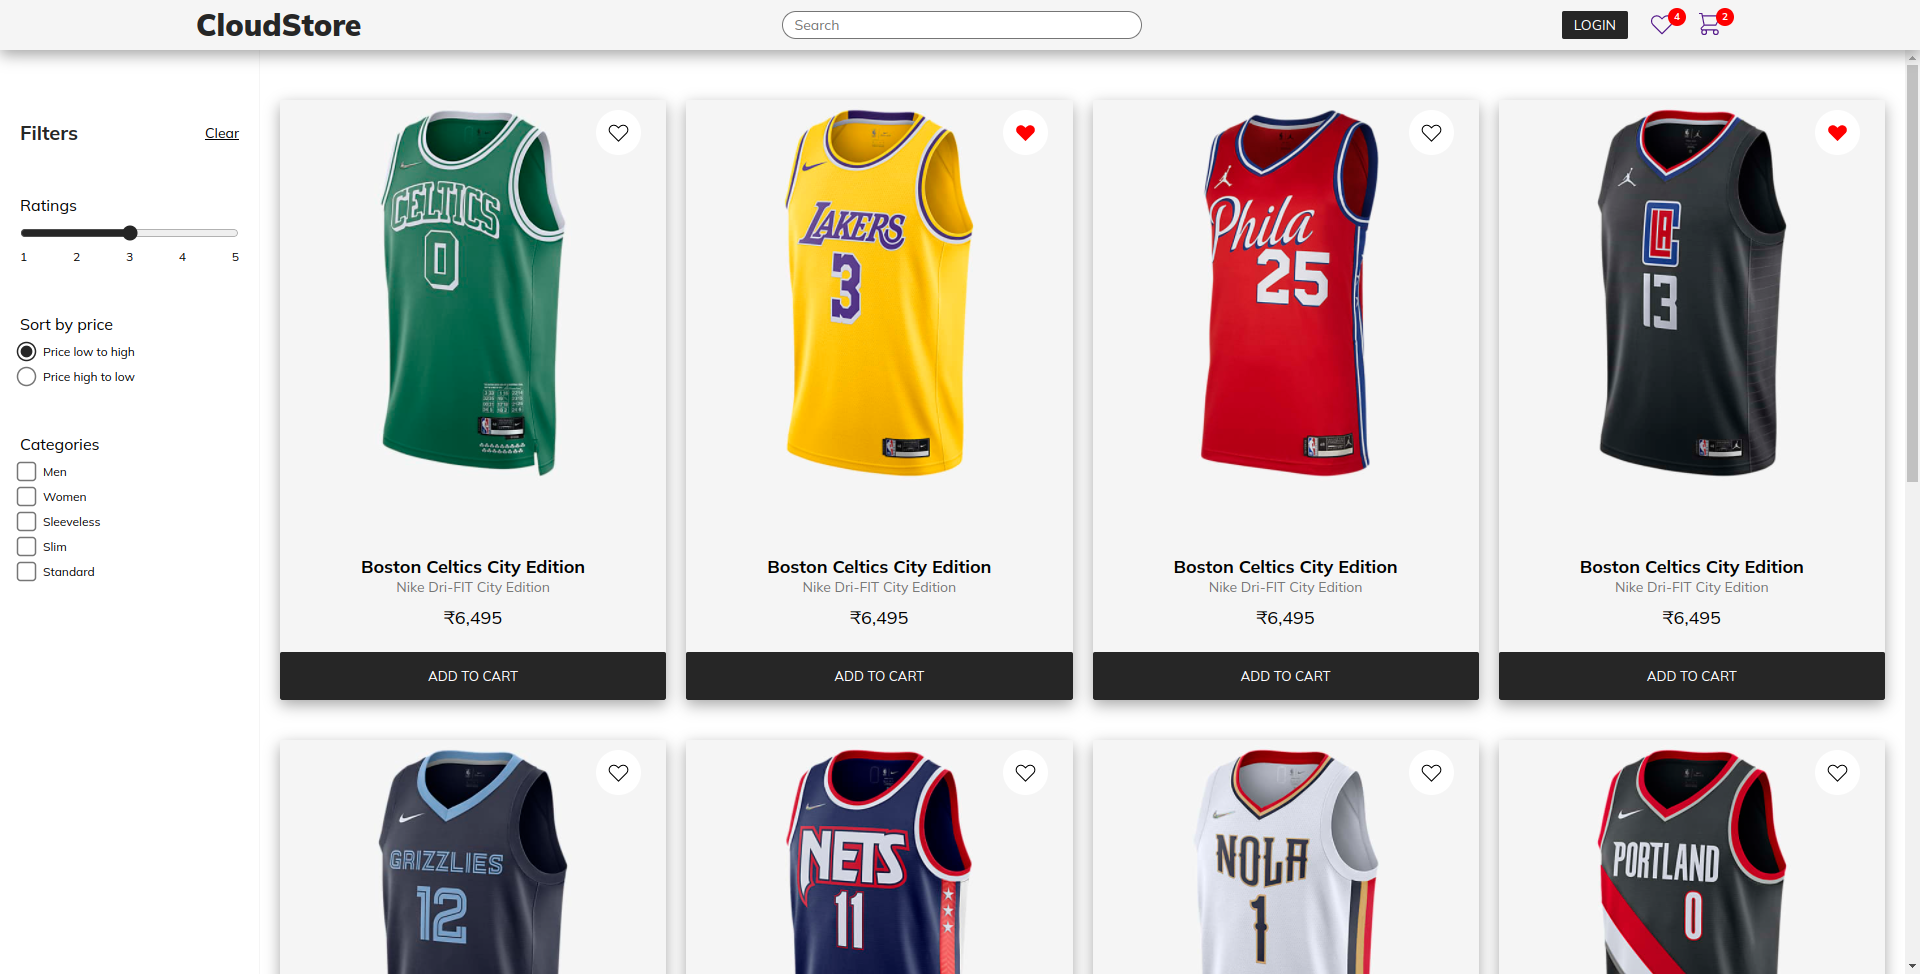 CloudStore
Search
LOGIN
4
2
Filters
Clear
Ratings
1 2 3 4 5
Sort by price
Price low to high
Price high to low
Categories
Men
Women
Sleeveless
Slim
Standard
CELTICS
0
Boston Celtics City Edition
Nike Dri-FIT City Edition
₹6,495
ADD TO CART
LAKERS
3
Boston Celtics City Edition
Nike Dri-FIT City Edition
₹6,495
ADD TO CART
Phila
25
Boston Celtics City Edition
Nike Dri-FIT City Edition
₹6,495
ADD TO CART
LA
13
Boston Celtics City Edition
Nike Dri-FIT City Edition
₹6,495
ADD TO CART
GRIZZLIES
12
NETS
11
NOLA
1
PORTLAND
0